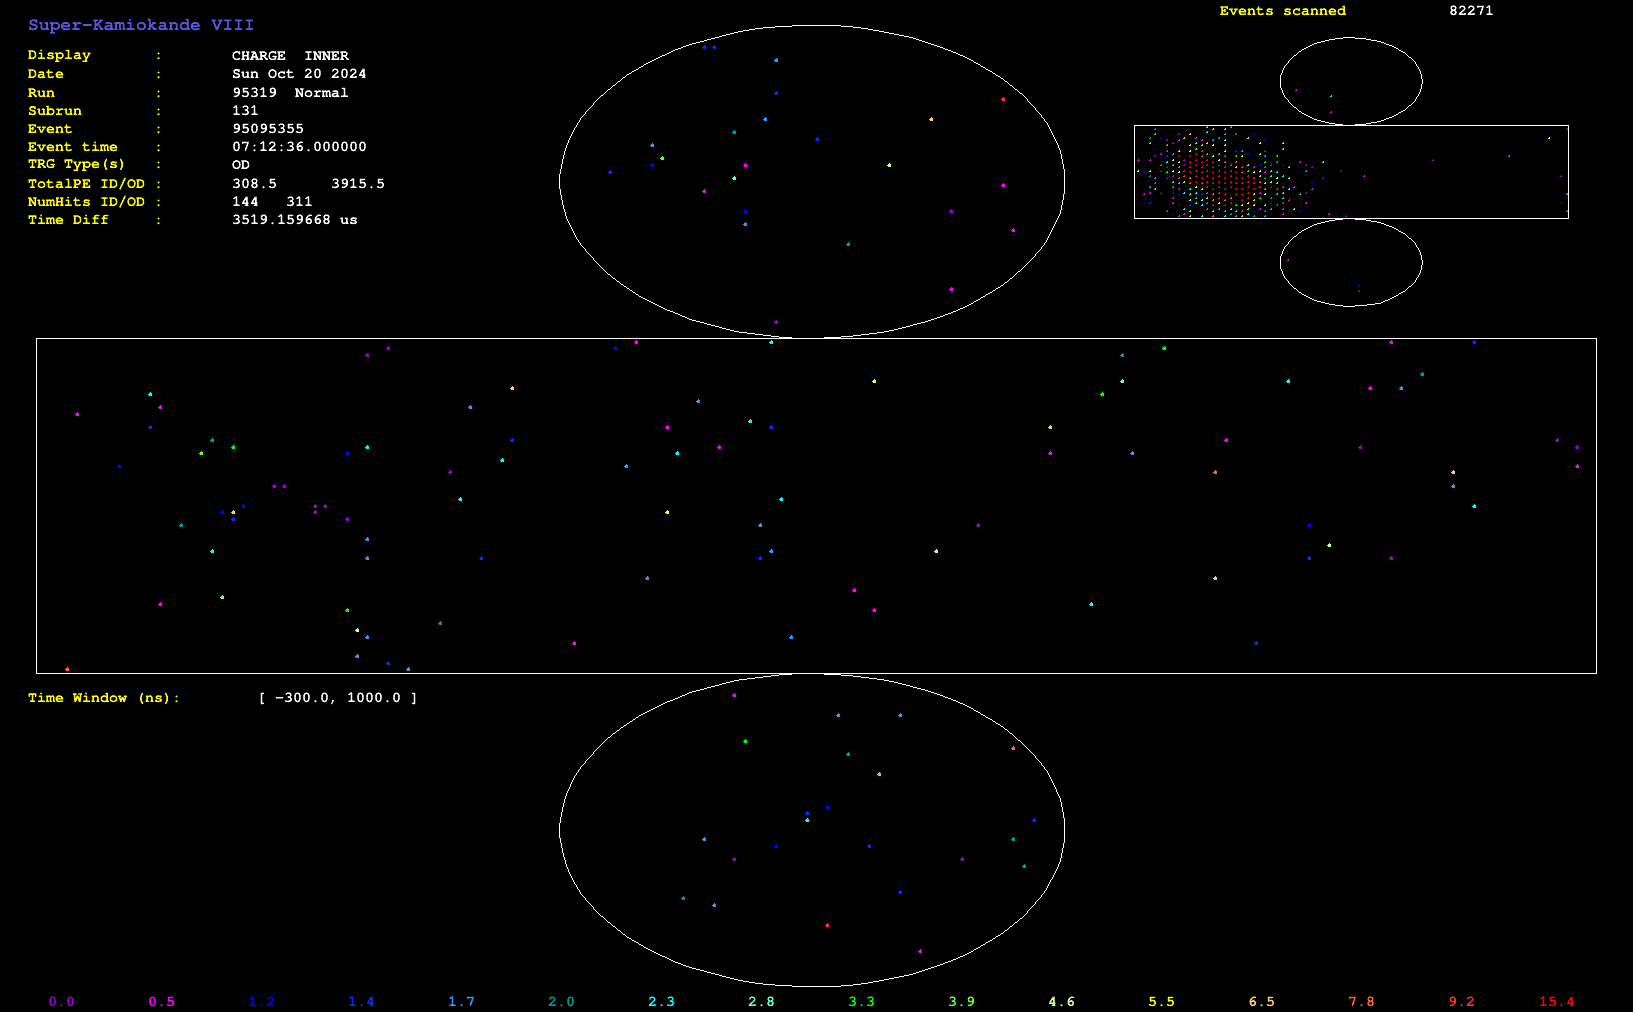 Super-Kamiokande VIII
Events scanned 82271
Display : CHARGE INNER
Date : Sun Oct 20 2024
Run : 95319 Normal
Subrun : 131
Event : 95095355
Event time : 07:12:36.000000
TRG Type(s) : OD
TotalPE ID/OD : 308.5 3915.5
NumHits ID/OD : 144 311
Time Diff : 3519.159668 us
Time Window (ns): [ −300.0, 1000.0 ]
0.0 0.5 1.2 1.4 1.7 2.0 2.3 2.8 3.3 3.9 4.6 5.5 6.5 7.8 9.2 15.4